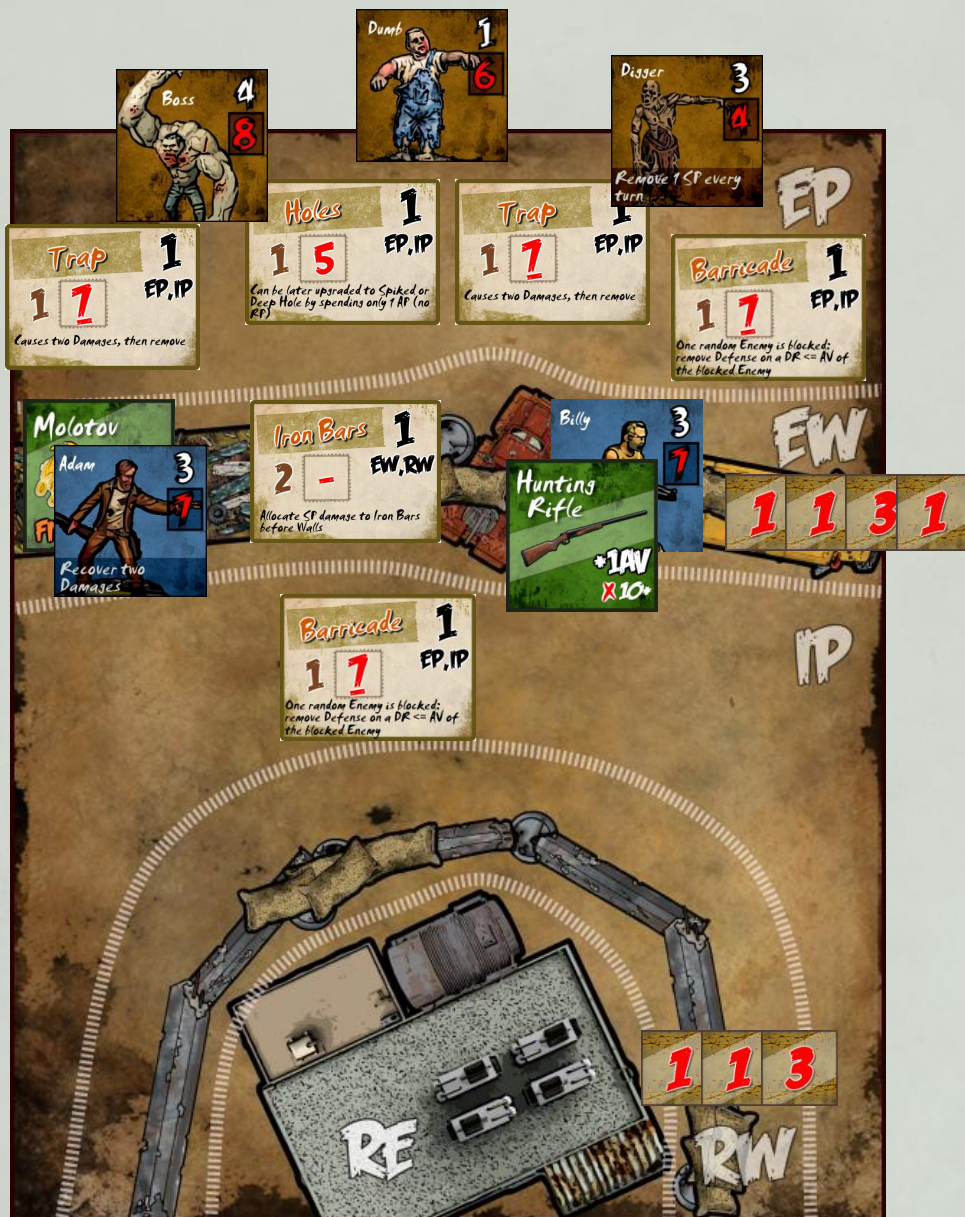 Dumb
1
6
Boss
4
8
Digger
3
4
Remove 1 SP every
turn
EP
Holes
1
EP,IP
1
5
Can be later upgraded to Spiked or
Deep Hole by spending only 1 AP (no
RP)
Trap
1
EP,IP
1
7
Causes two Damages, then remove
Trap
1
EP,IP
1
7
Causes two Damages, then remove
Barricade
1
EP,IP
1
7
One random Enemy is blocked:
remove Defense on a DR <= AV of
the blocked Enemy
Molotov
Adam
3
7
Recover two
Damages
Iron Bars
1
EW,RW
2
-
Allocate SP damage to Iron Bars
before Walls
Billy
3
7
Hunting
Rifle
+1AV
X 10+
EW
1 1 3 1
IP
Barricade
1
EP,IP
1
7
One random Enemy is blocked:
remove Defense on a DR <= AV of
the blocked Enemy
1 1 3
RE
RW